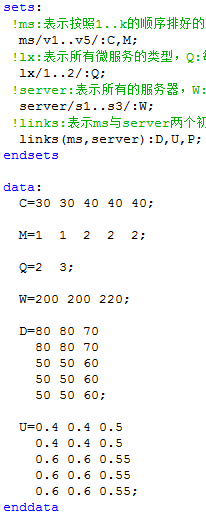 sets:
!ms:表示按照1..k的顺序排好的
ms/v1..v5/:C,M;
!lx:表示所有微服务的类型,Q:
lx/1..2/:Q;
!server:表示所有的服务器,W:
server/s1..s3/:W;
!links:表示ms与server两个初
links(ms,server):D,U,P;
endsets
data:
C=30 30 40 40 40;
M=1 1 2 2 2;
Q=2 3;
W=200 200 220;
D=80 80 70
80 80 70
50 50 60
50 50 60
50 50 60;
U=0.4 0.4 0.5
0.4 0.4 0.5
0.6 0.6 0.55
0.6 0.6 0.55
0.6 0.6 0.55;
enddata